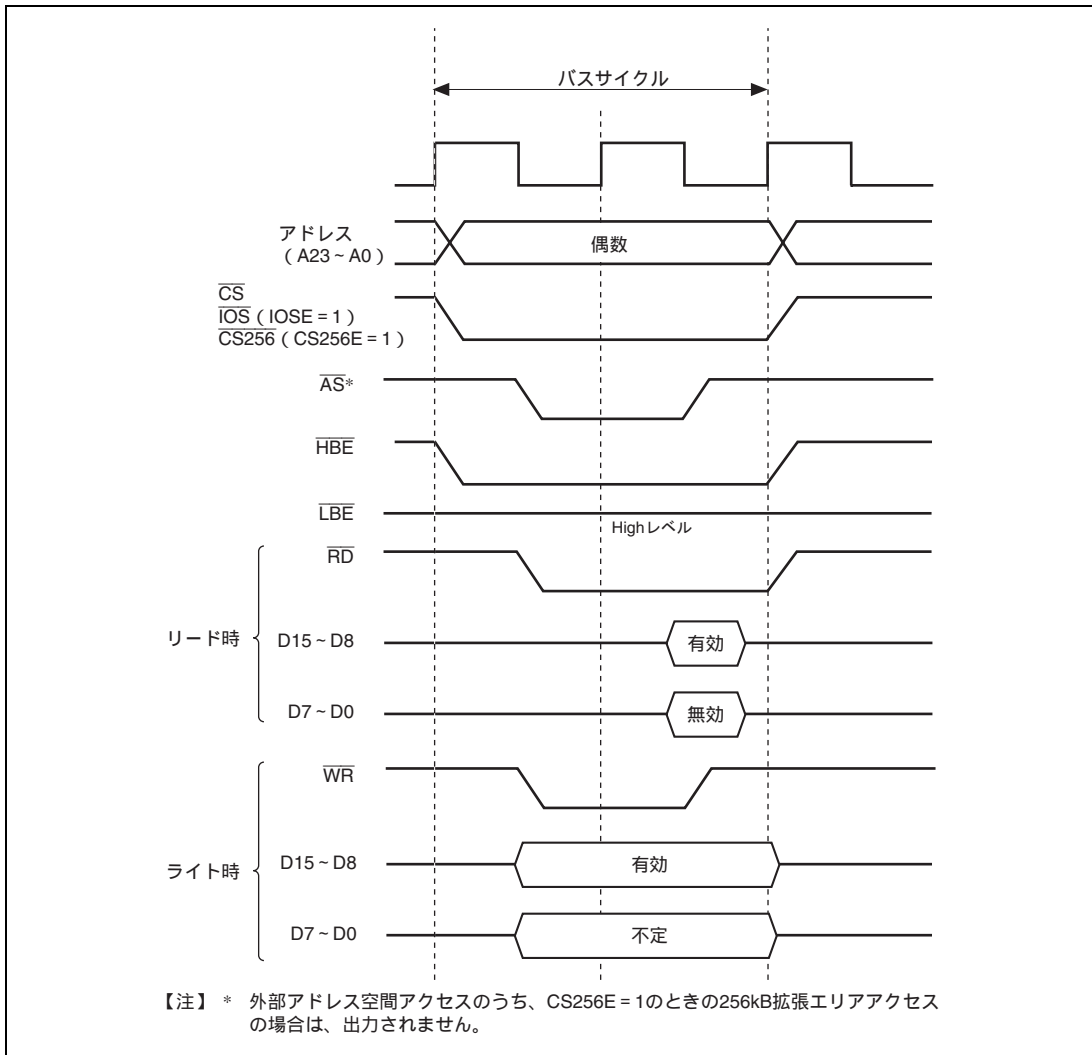 バスサイクル
アドレス
(A23~A0)
偶数
CS
IOS(IOSE = 1)
CS256(CS256E = 1)
AS*
HBE
LBE
Highレベル
RD
リード時
D15~D8
有効
D7~D0
無効
WR
ライト時
D15~D8
有効
D7~D0
不定
【注】 * 外部アドレス空間アクセスのうち、CS256E = 1のときの256kB拡張エリアアクセス
の場合は、出力されません。